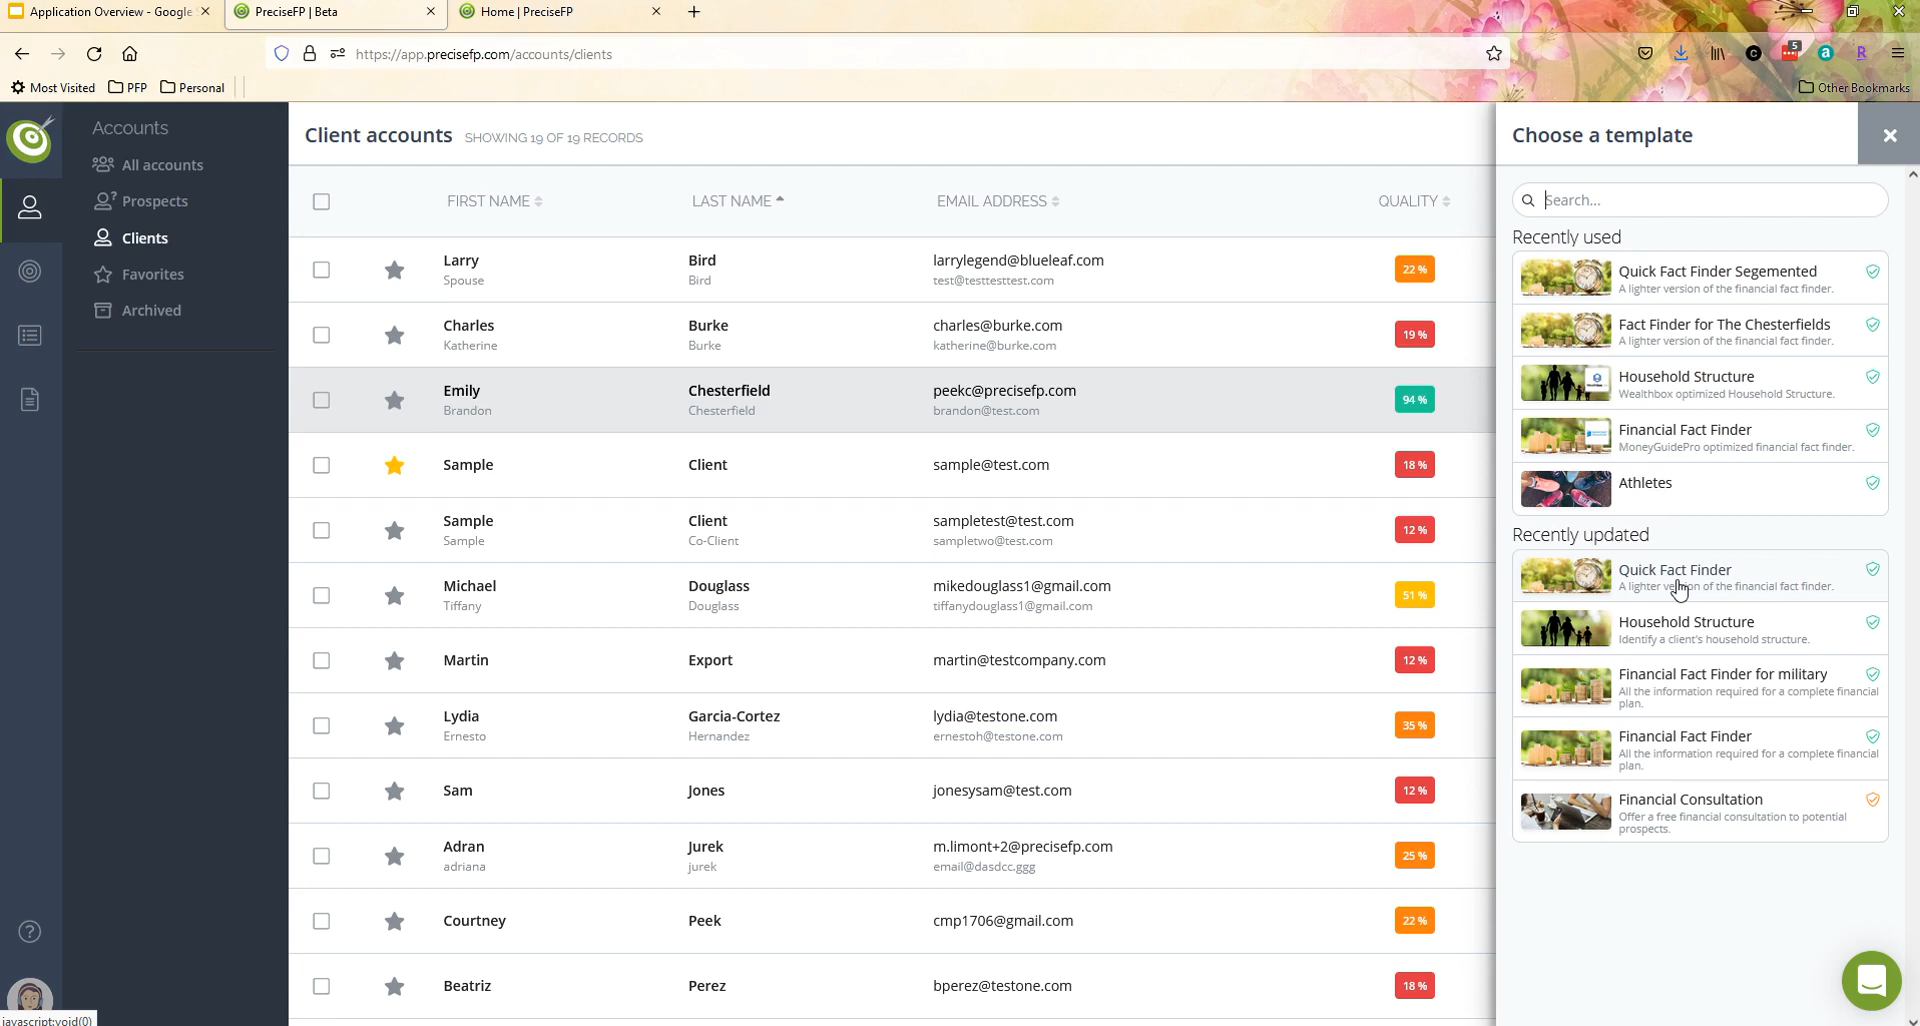 Application Overview - Google
PreciseFP | Beta
Home | PreciseFP
https://app.precisefp.com/accounts/clients
5
Most Visited
PFP
Personal
Other Bookmarks
Accounts
All accounts
Prospects
Clients
Favorites
Archived
Client accounts SHOWING 19 OF 19 RECORDS
FIRST NAME LAST NAME EMAIL ADDRESS QUALITY
Larry Bird larrylegend@blueleaf.com 22 %
Spouse Bird test@testtesttest.com
Charles Burke charles@burke.com 19 %
Katherine Burke katherine@burke.com
Emily Chesterfield peekc@precisefp.com 94 %
Brandon Chesterfield brandon@test.com
Sample Client sample@test.com 18 %
Sample Client sampletest@test.com 12 %
Sample Co-Client sampletwo@test.com
Michael Douglass mikedouglass1@gmail.com 51 %
Tiffany Douglass tiffanydouglass1@gmail.com
Martin Export martin@testcompany.com 12 %
Lydia Garcia-Cortez lydia@testone.com 35 %
Ernesto Hernandez ernestoh@testone.com
Sam Jones jonesysam@test.com 12 %
Adran Jurek m.limont+2@precisefp.com 25 %
adriana jurek email@dasdcc.ggg
Courtney Peek cmp1706@gmail.com 22 %
Beatriz Perez bperez@testone.com 18 %
Choose a template
Search...
Recently used
Quick Fact Finder Segemented
A lighter version of the financial fact finder.
Fact Finder for The Chesterfields
A lighter version of the financial fact finder.
Household Structure
Wealthbox optimized Household Structure.
Financial Fact Finder
MoneyGuidePro optimized financial fact finder.
Athletes
Recently updated
Quick Fact Finder
A lighter version of the financial fact finder.
Household Structure
Identify a client's household structure.
Financial Fact Finder for military
All the information required for a complete financial
plan.
Financial Fact Finder
All the information required for a complete financial
plan.
Financial Consultation
Offer a free financial consultation to potential
prospects.
javascript:void(0)